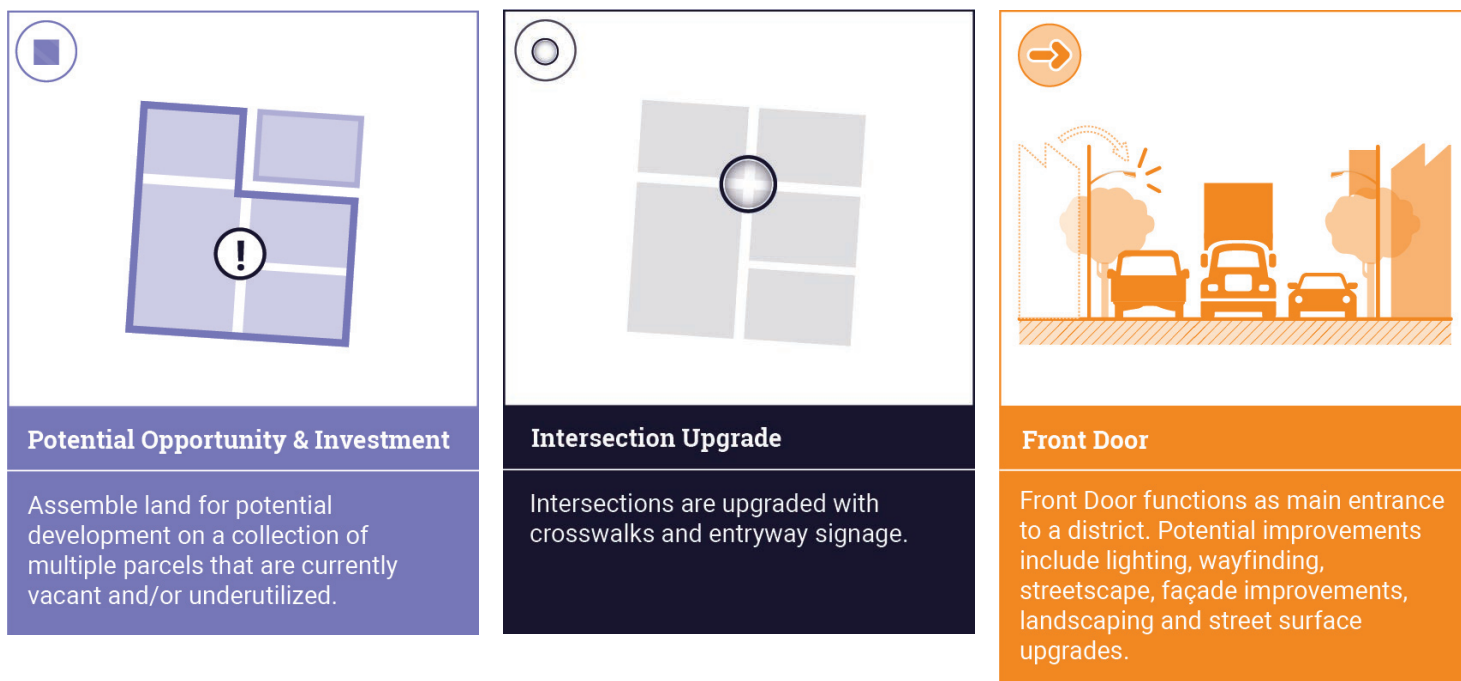 !
Potential Opportunity & Investment
Assemble land for potential
development on a collection of
multiple parcels that are currently
vacant and/or underutilized.
Intersection Upgrade
Intersections are upgraded with
crosswalks and entryway signage.
Front Door
Front Door functions as main entrance
to a district. Potential improvements
include lighting, wayfinding,
streetscape, façade improvements,
landscaping and street surface
upgrades.